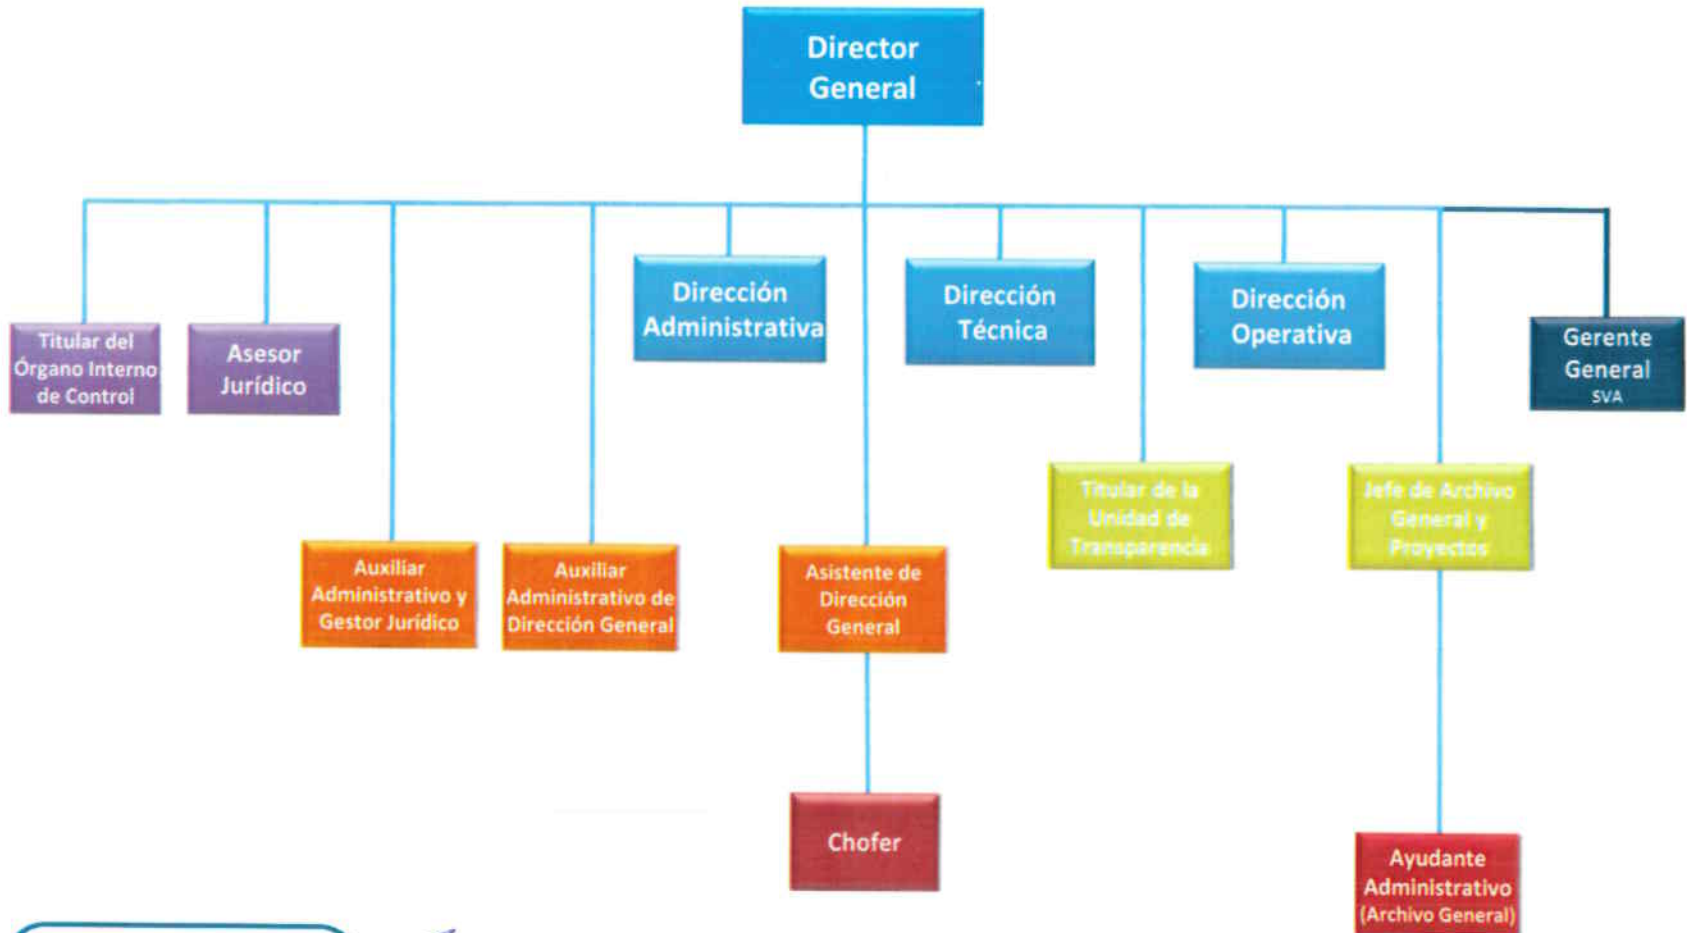 Director
General
Dirección
Administrativa
Dirección
Técnica
Dirección
Operativa
Titular del
Órgano Interno
de Control
Asesor
Jurídico
Gerente
General
SVA
Titular de la
Unidad de
Transparencia
Jefe de Archivo
General y
Proyectos
Auxiliar
Administrativo y
Gestor Jurídico
Auxiliar
Administrativo de
Dirección General
Asistente de
Dirección
General
Chofer
Ayudante
Administrativo
(Archivo General)